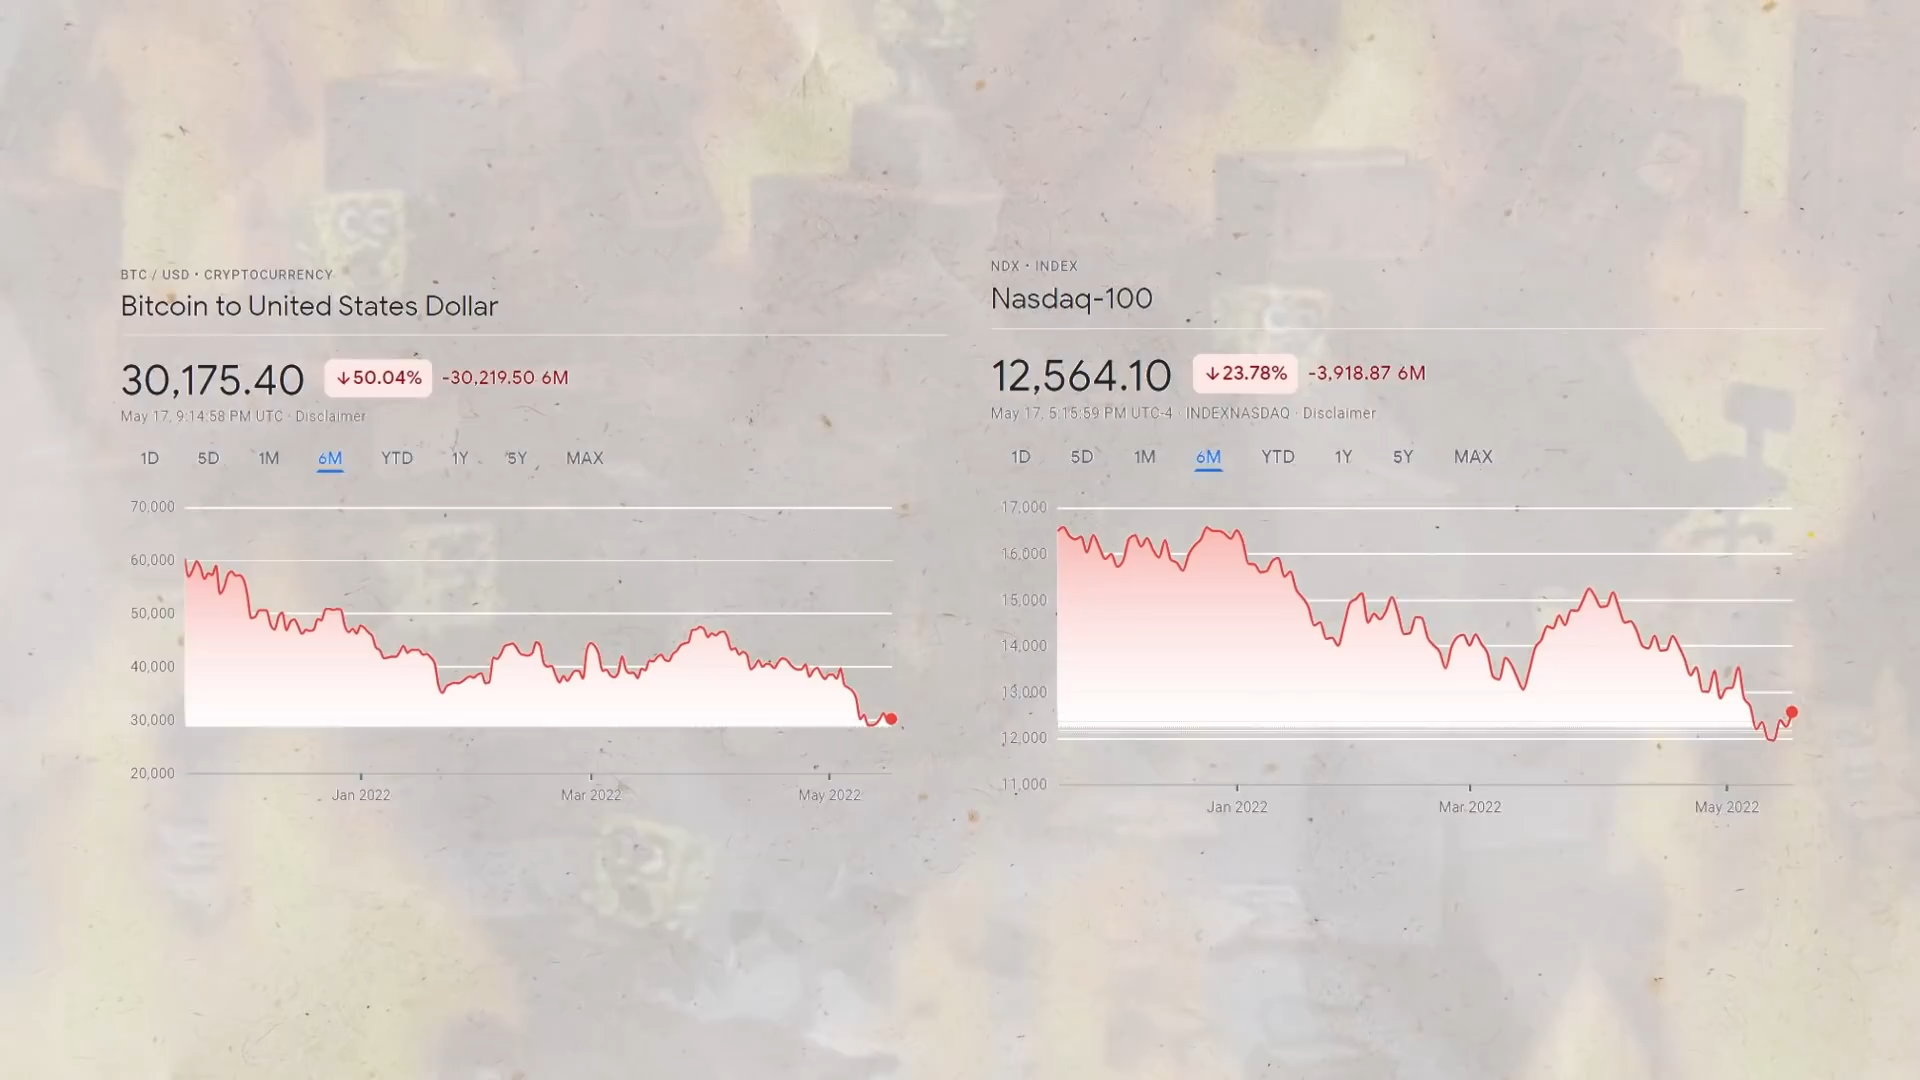 BTC / USD • CRYPTOCURRENCY
Bitcoin to United States Dollar
30,175.40 ↓50.04% -30,219.50 6M
May 17, 9:14:58 PM UTC · Disclaimer
1D 5D 1M 6M YTD 1Y 5Y MAX
70,000
60,000
50,000
40,000
30,000
20,000
Jan 2022 Mar 2022 May 2022
NDX • INDEX
Nasdaq-100
12,564.10 ↓23.78% -3,918.87 6M
May 17, 5:15:59 PM UTC-4 · INDEXNASDAQ · Disclaimer
1D 5D 1M 6M YTD 1Y 5Y MAX
17,000
16,000
15,000
14,000
13,000
12,000
11,000
Jan 2022 Mar 2022 May 2022